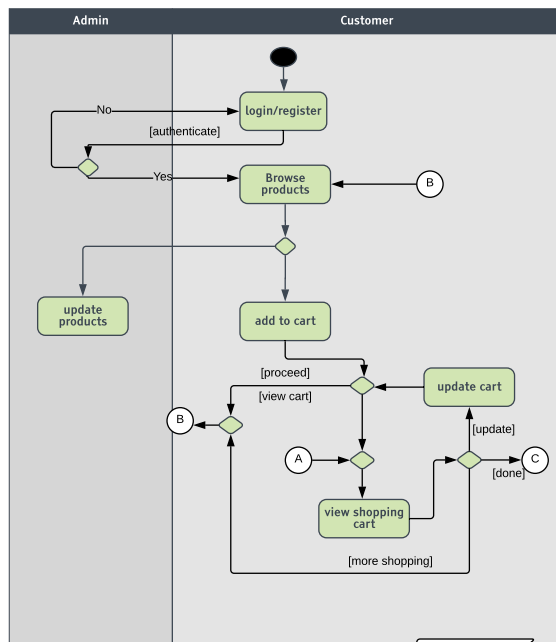 Admin
Customer
login/register
No
[authenticate]
Yes
Browse
products
B
update
products
add to cart
[proceed]
[view cart]
update cart
B
[update]
A
C
[done]
view shopping
cart
[more shopping]